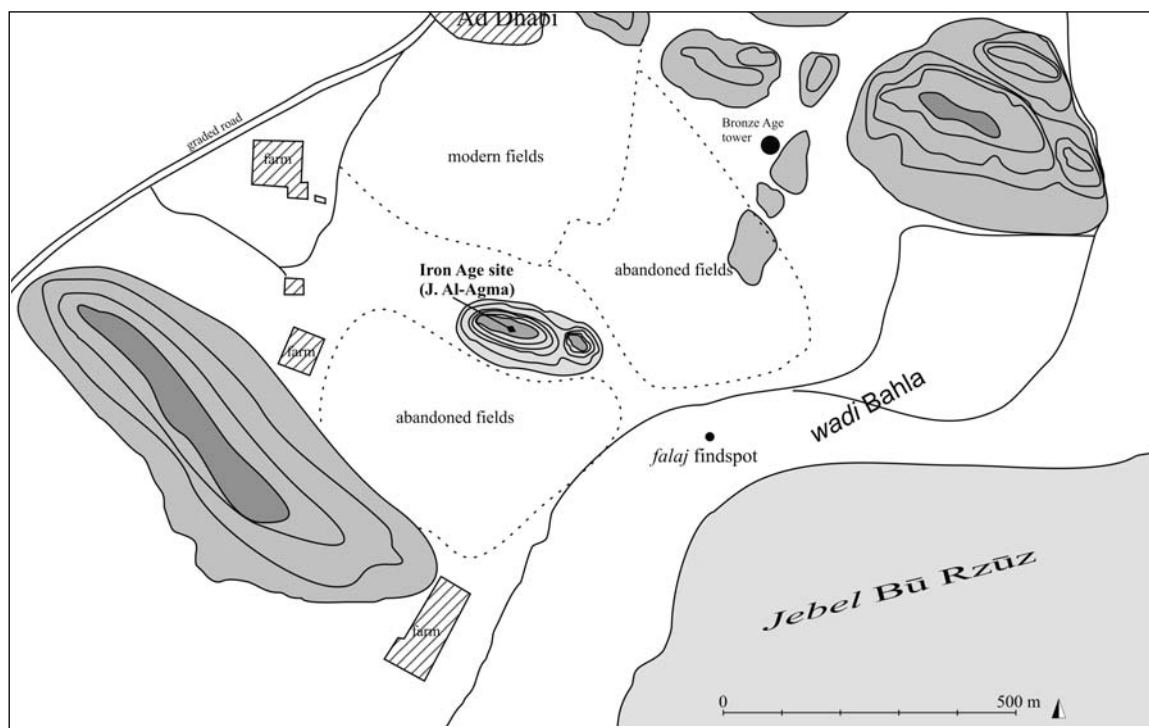 Ad Dhabi
graded road
farm
modern fields
Bronze Age
tower
Iron Age site
(J. Al-Agma)
abandoned fields
farm
abandoned fields
wadi Bahla
falaj findspot
Jebel Bū Rzūz
farm
0 500 m